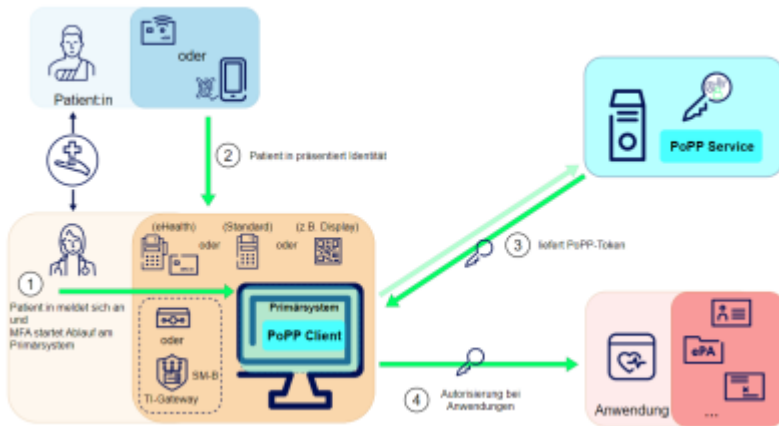 oder
Patient:in
2
Patient:in präsentiert Identität
PoPP Service
(eHealth)
(Standard)
(z.B. Display)
oder
oder
1
3
liefert PoPP-Token
Patient:in meldet sich an
und
MFA startet Ablauf am
Primärsystem
Primärsystem
PoPP Client
oder
SM-B
TI-Gateway
ePA
4
Autorisierung bei
Anwendungen
Anwendung
...